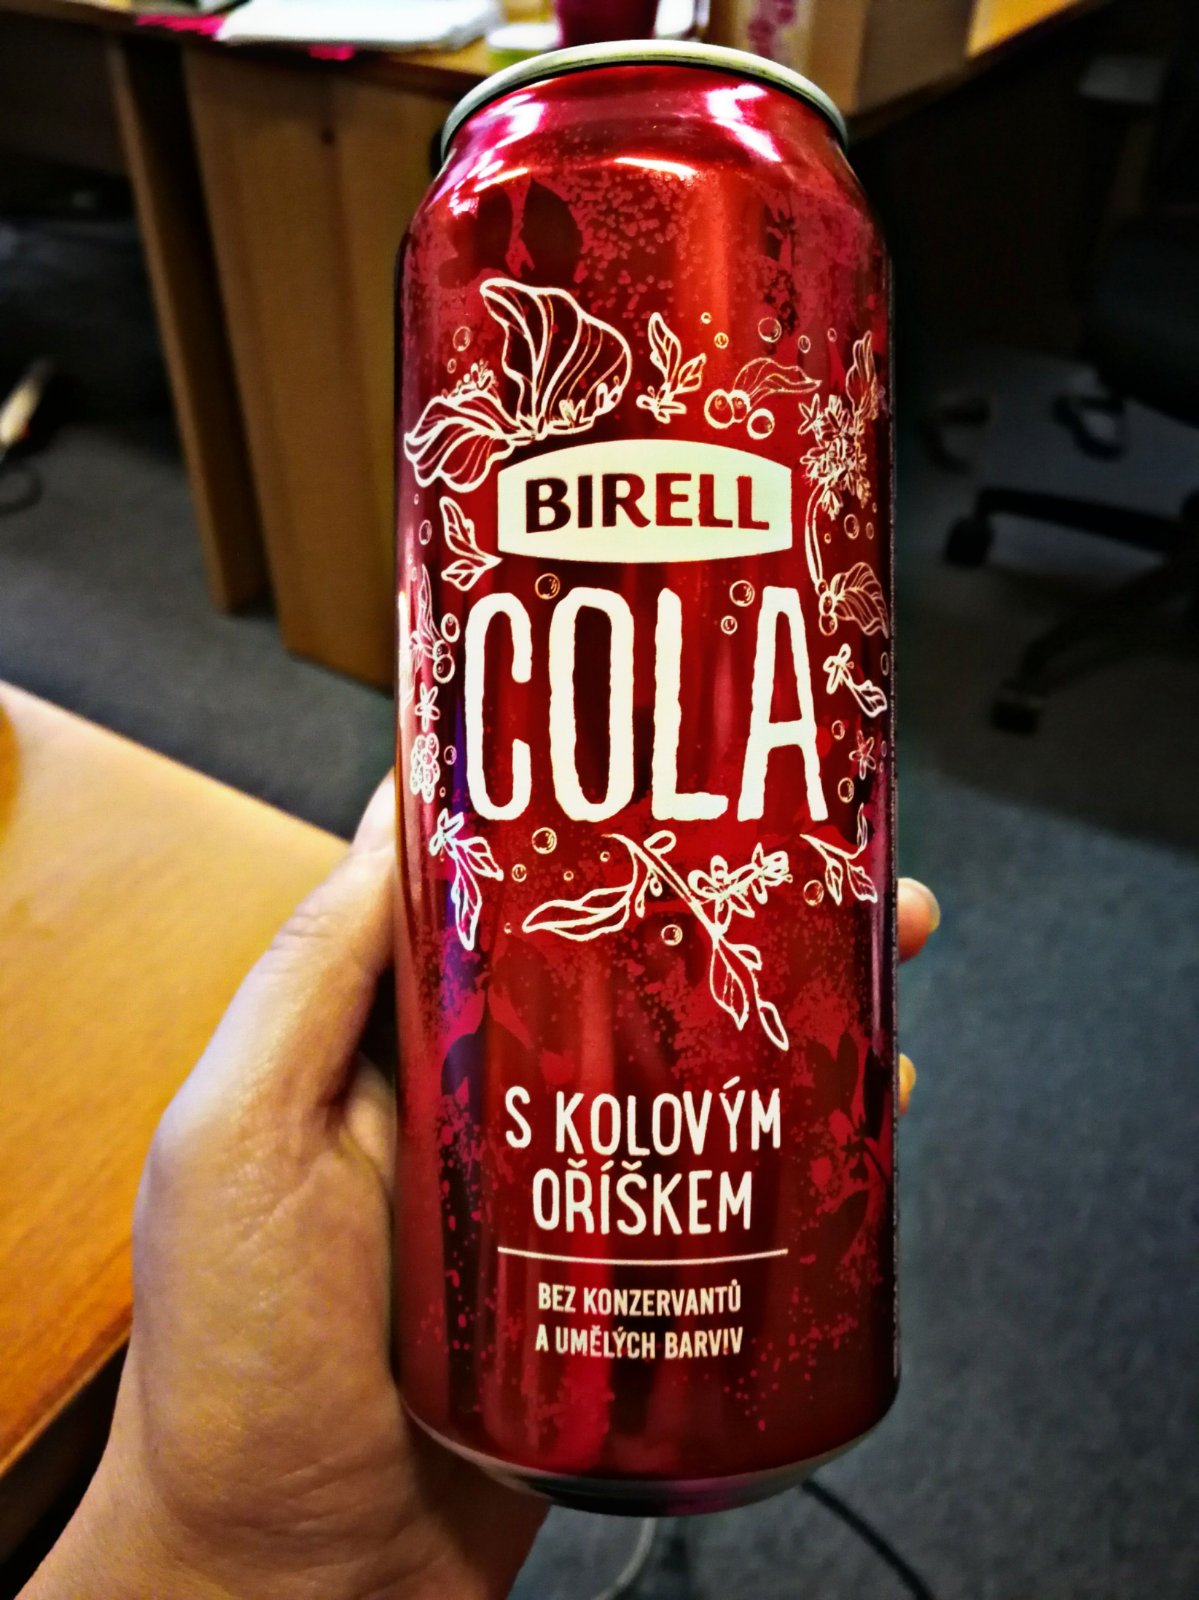 BIRELL
COLA
S KOLOVÝM
OŘÍŠKEM
BEZ KONZERVANTŮ
A UMĚLÝCH BARVIV